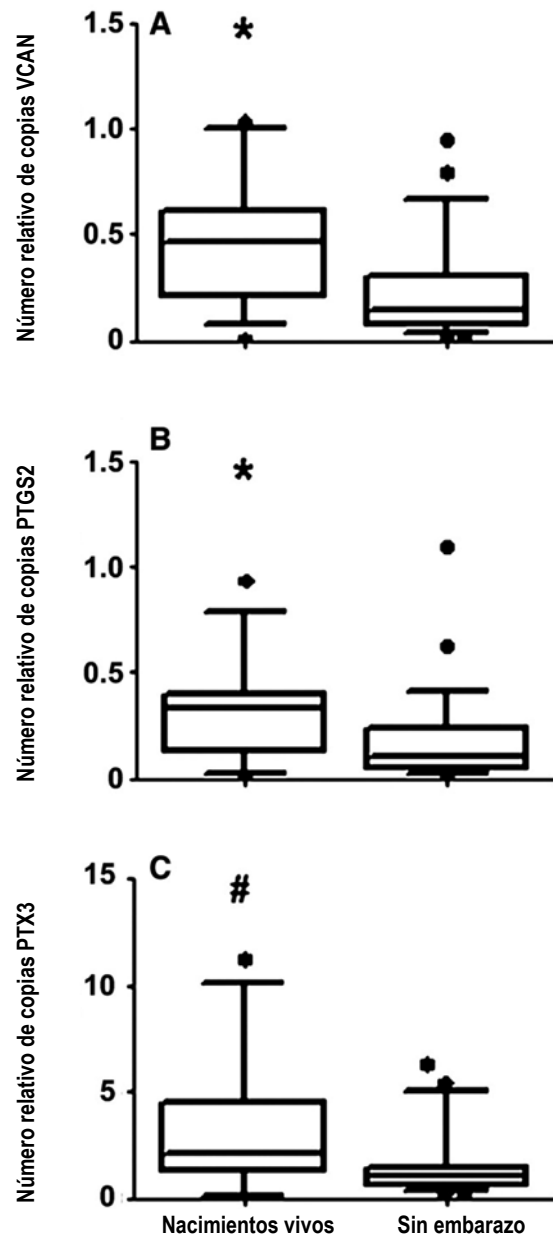 A
*
1.5
1.0
0.5
0
Número relativo de copias VCAN
B
*
1.5
1.0
0.5
0
Número relativo de copias PTGS2
C
#
15
10
5
0
Número relativo de copias PTX3
Nacimientos vivos
Sin embarazo